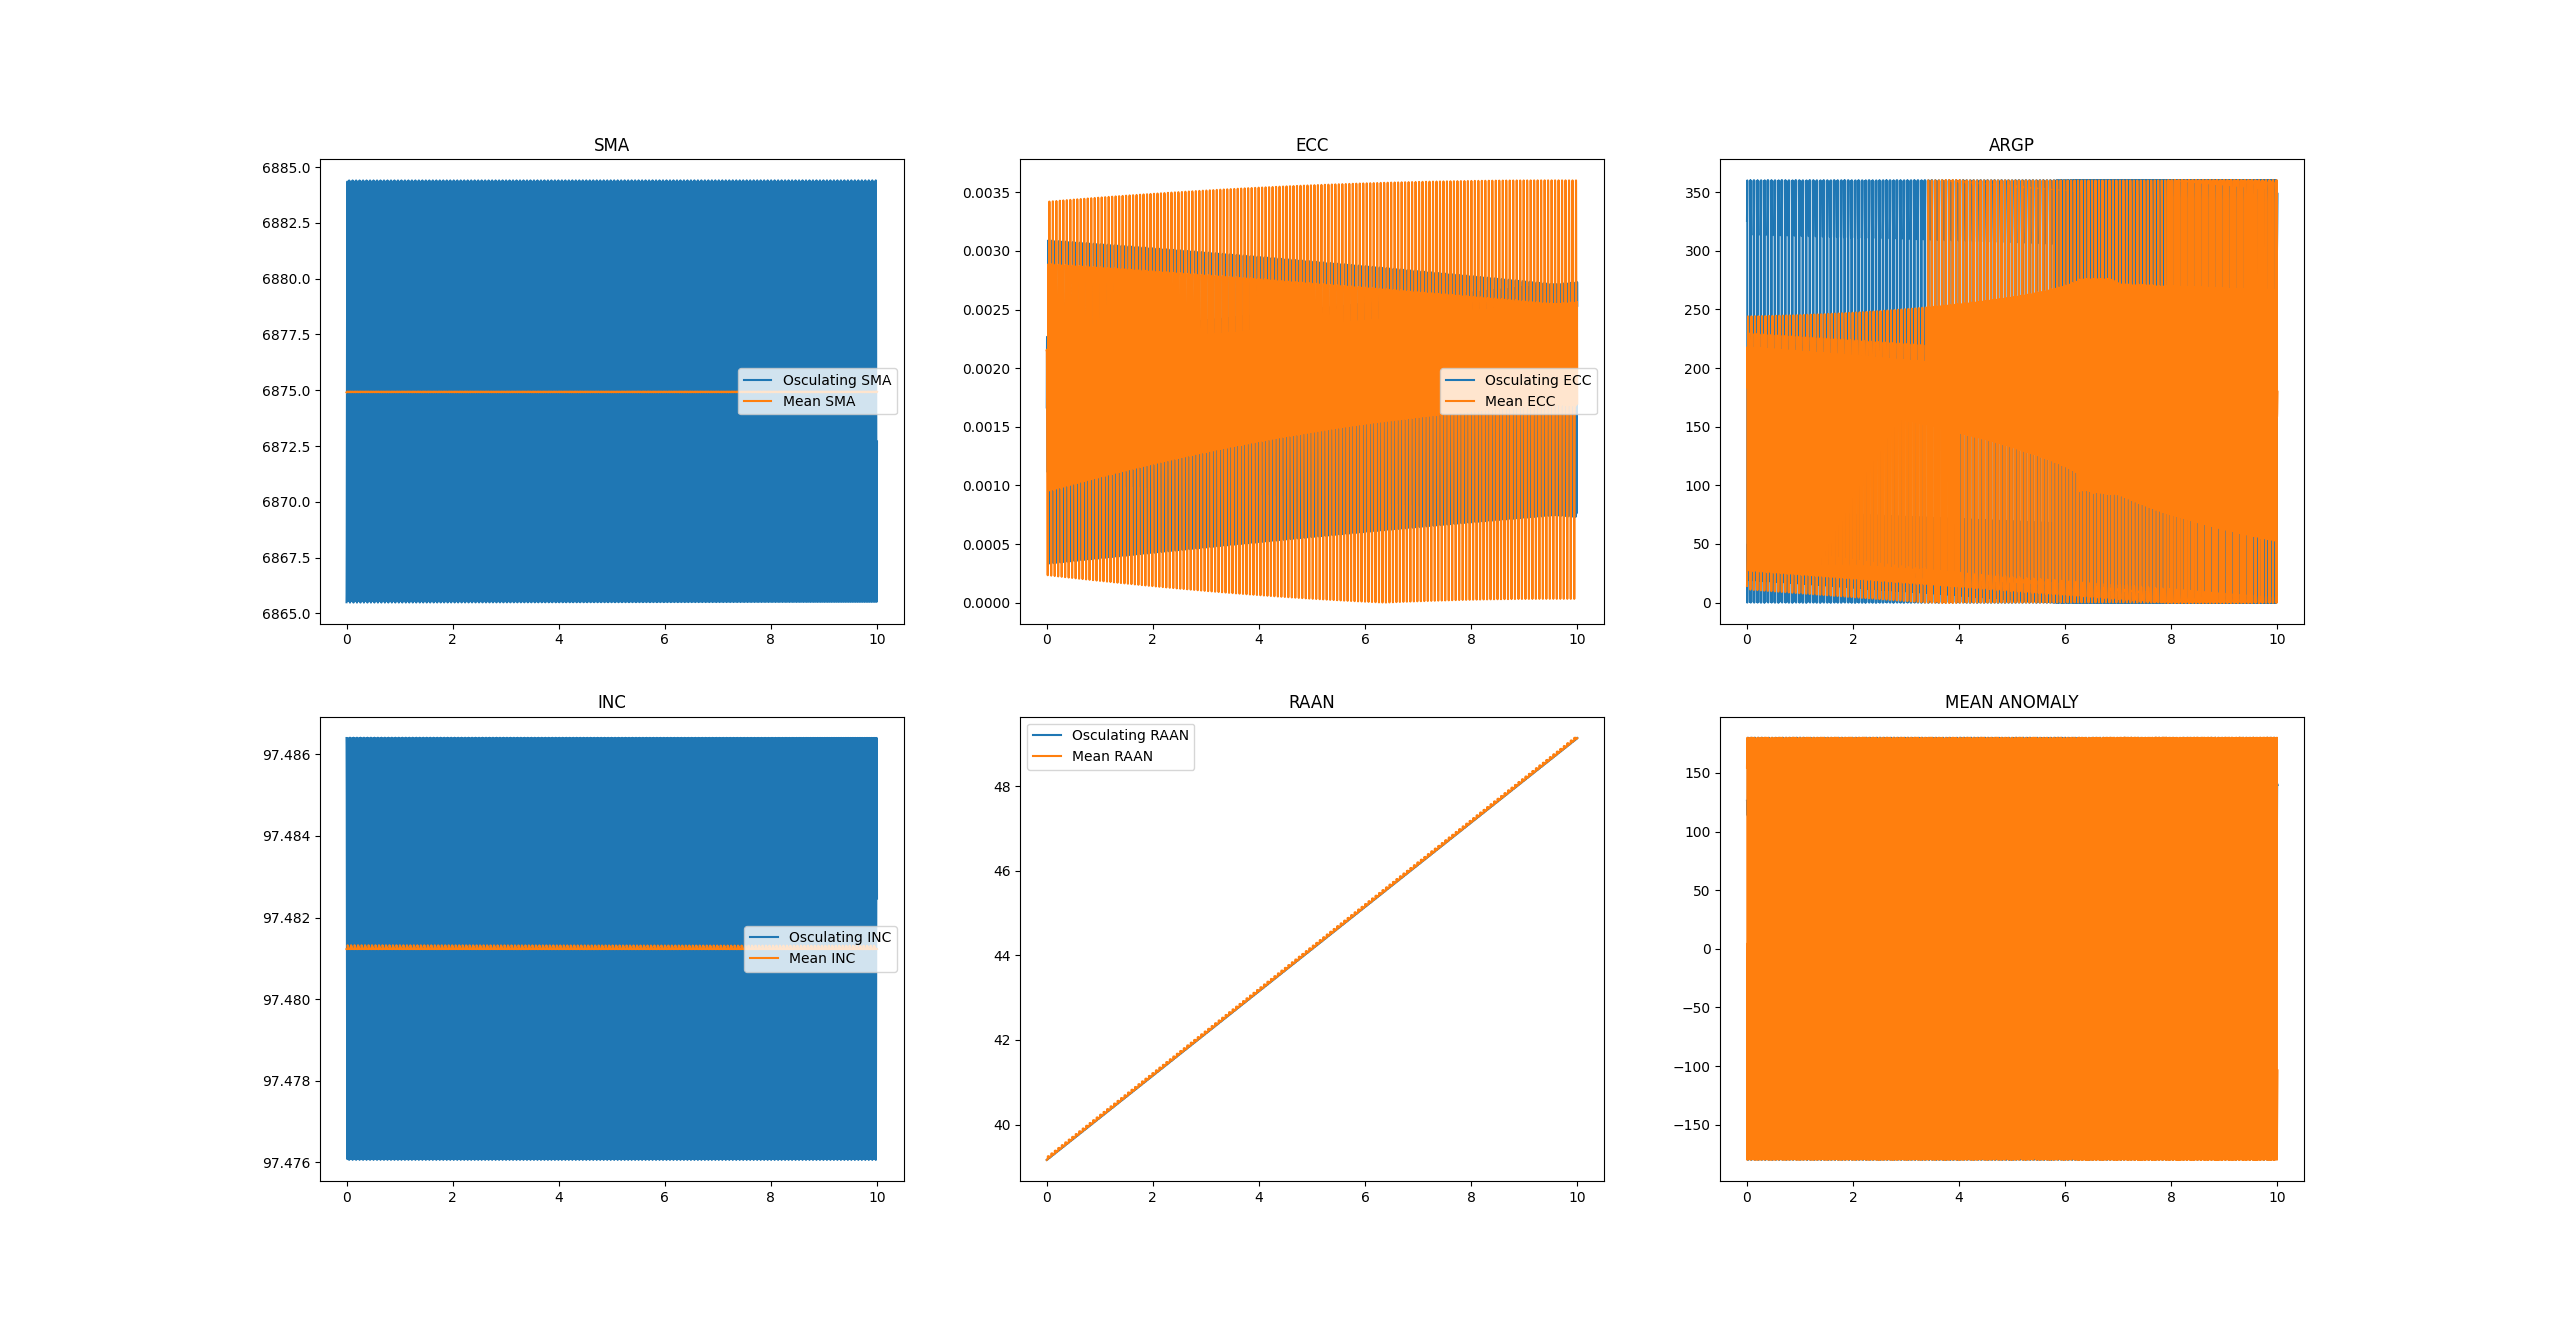 SMA
6885.0
6882.5
6880.0
6877.5
6875.0
6872.5
6870.0
6867.5
6865.0
0 2 4 6 8 10
Osculating SMA
Mean SMA
ECC
0.0035
0.0030
0.0025
0.0020
0.0015
0.0010
0.0005
0.0000
0 2 4 6 8 10
Osculating ECC
Mean ECC
ARGP
350
300
250
200
150
100
50
0
0 2 4 6 8 10
INC
97.486
97.484
97.482
97.480
97.478
97.476
0 2 4 6 8 10
Osculating INC
Mean INC
RAAN
Osculating RAAN
Mean RAAN
48
46
44
42
40
0 2 4 6 8 10
MEAN ANOMALY
150
100
50
0
−50
−100
−150
0 2 4 6 8 10